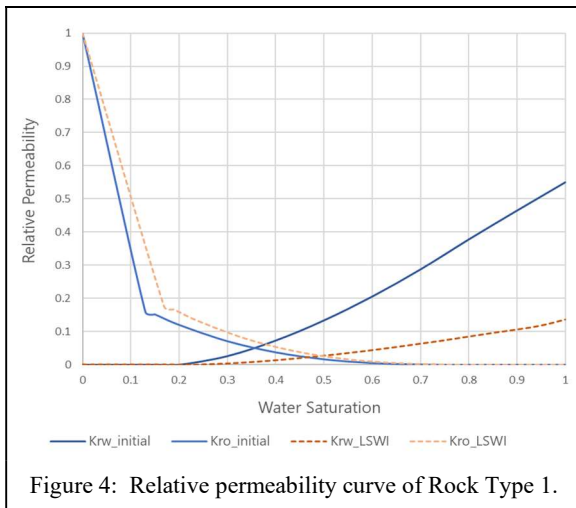 1
0.9
0.8
0.7
0.6
0.5
0.4
0.3
0.2
0.1
0
Relative Permeability
0 0.1 0.2 0.3 0.4 0.5 0.6 0.7 0.8 0.9 1
Water Saturation
Krw_initial Kro_initial Krw_LSWI Kro_LSWI
Figure 4: Relative permeability curve of Rock Type 1.